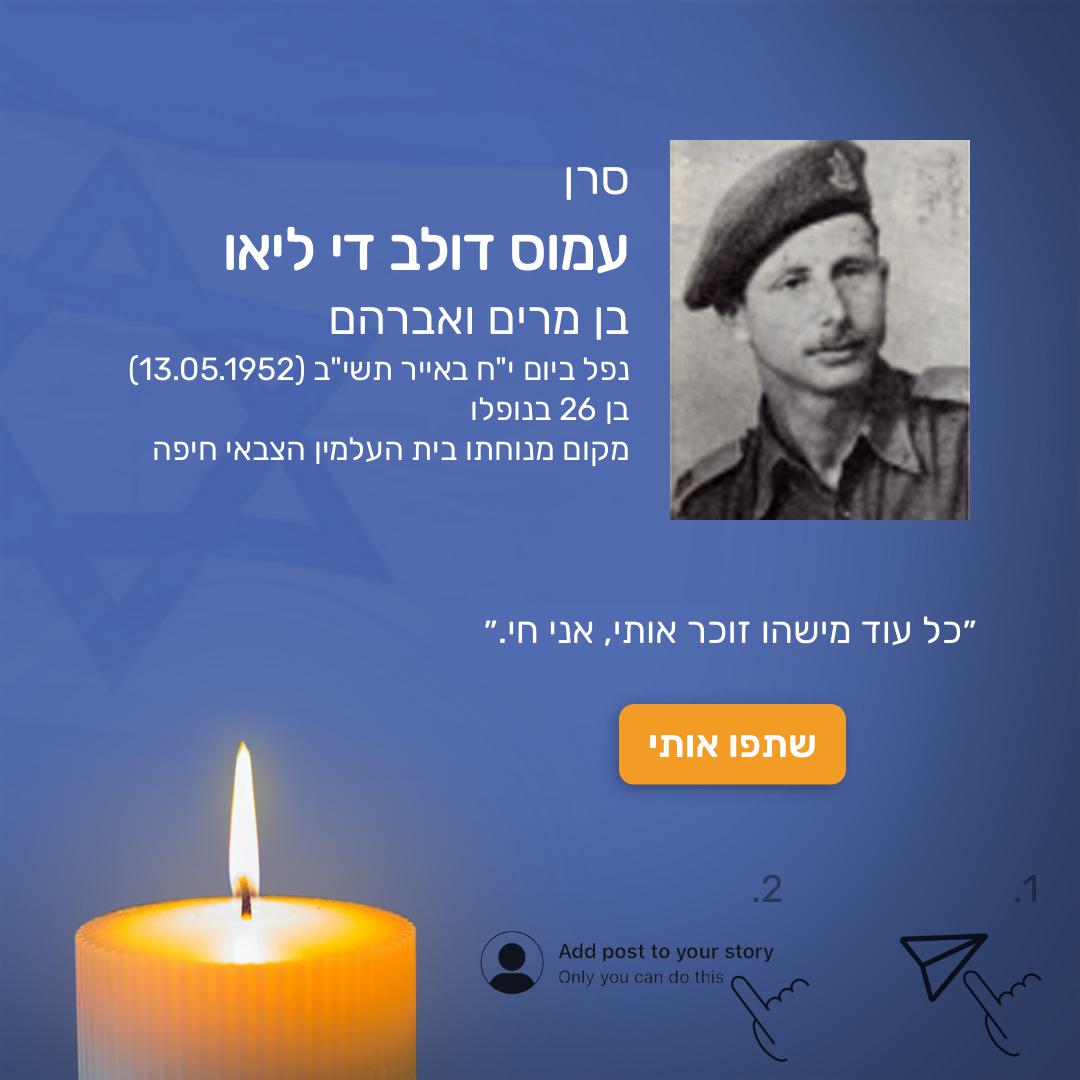 סרן
עמוס דולב די ליאו
בן מרים ואברהם
נפל ביום י"ח באייר תשי"ב (13.05.1952)
בן 26 בנופלו
מקום מנוחתו בית העלמין הצבאי חיפה
״כל עוד מישהו זוכר אותי, אני חי.״
שתפו אותי
.1
.2
Add post to your story
Only you can do this